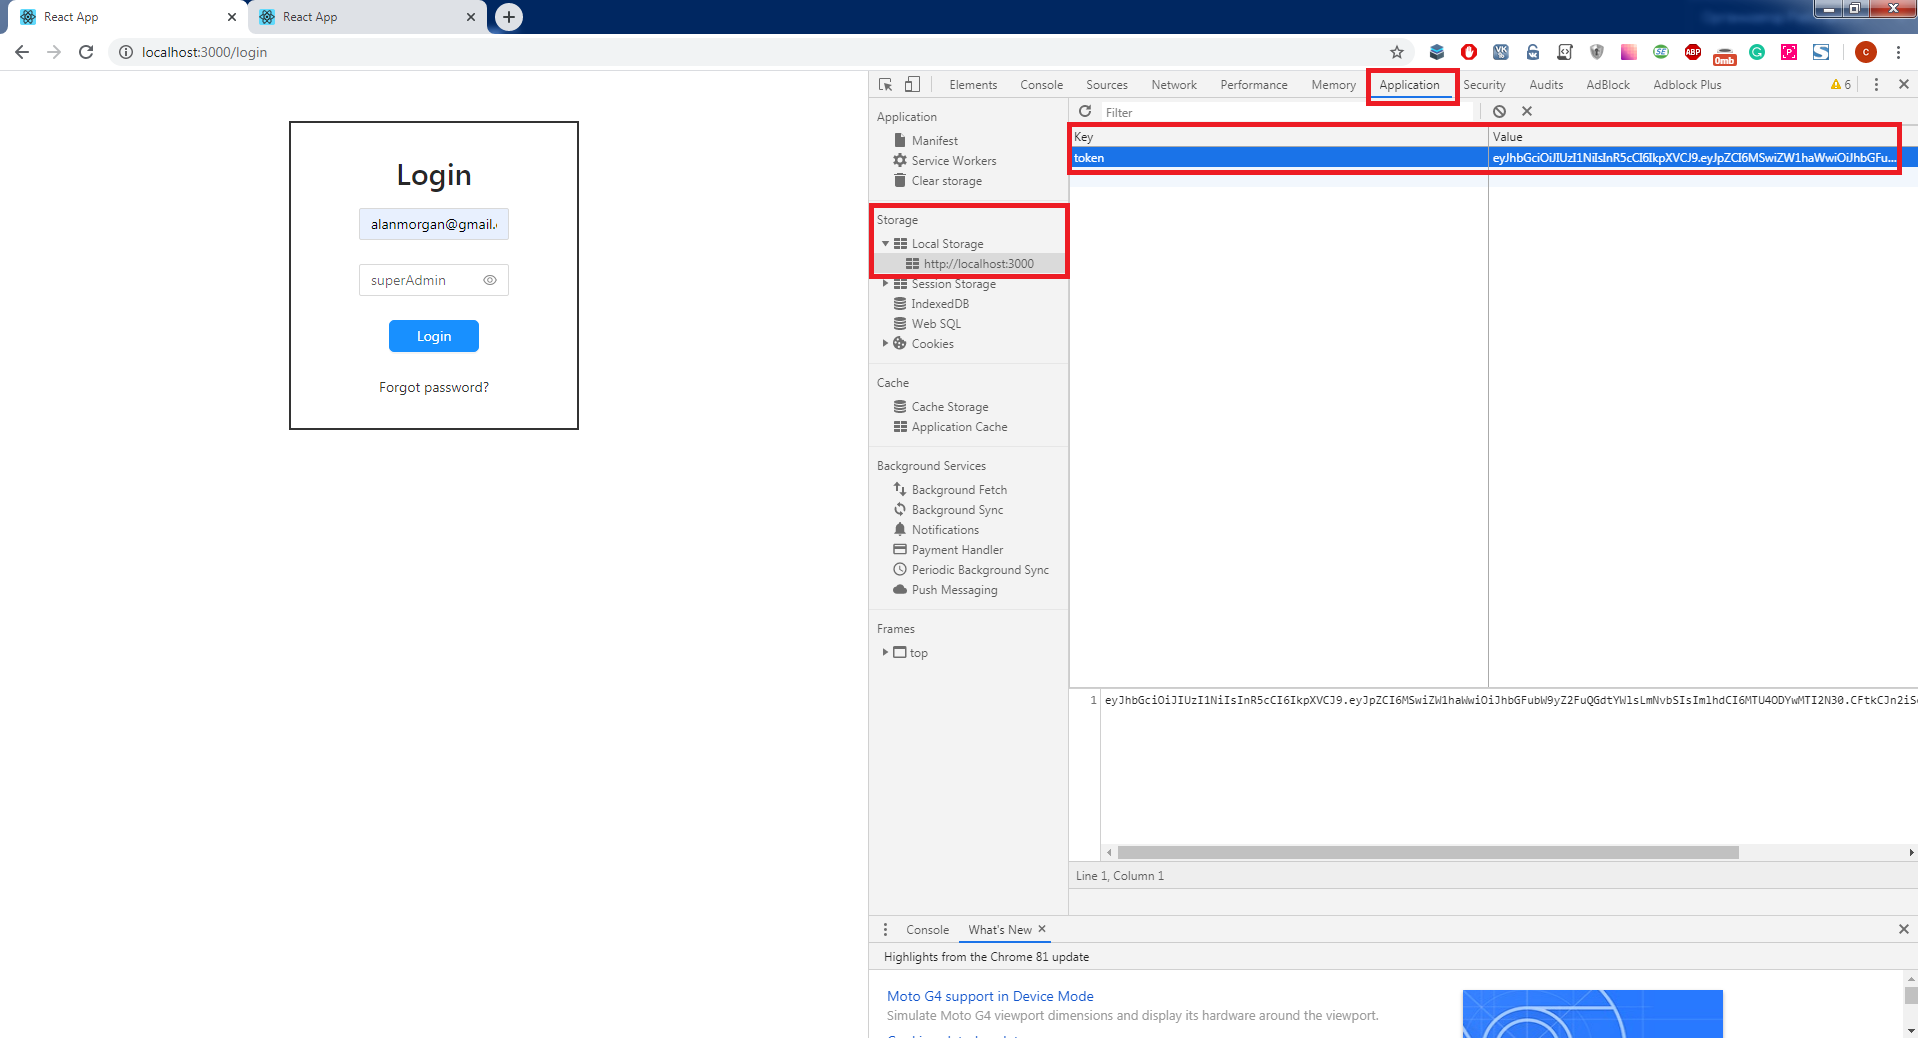 React App
React App
localhost:3000/login
ABP
0mb
C
Login
alanmorgan@gmail.
superAdmin
Login
Forgot password?
Elements Console Sources Network Performance Memory Application Security Audits AdBlock Adblock Plus
6
Application
Manifest
Service Workers
Clear storage
Storage
Local Storage
http://localhost:3000
Session Storage
IndexedDB
Web SQL
Cookies
Cache
Cache Storage
Application Cache
Background Services
Background Fetch
Background Sync
Notifications
Payment Handler
Periodic Background Sync
Push Messaging
Frames
top
Filter
Key Value
token eyJhbGciOiJIUzI1NiIsInR5cCI6IkpXVCJ9.eyJpZCI6MSwiZW1haWwiOiJhbGFu...
1 eyJhbGciOiJIUzI1NiIsInR5cCI6IkpXVCJ9.eyJpZCI6MSwiZW1haWwiOiJhbGFubW9yZ2FuQGdtYWlsLmNvbSIsImlhdCI6MTU4ODYwMTI2N30.CFtkCJn2iS
Line 1, Column 1
Console What's New
Highlights from the Chrome 81 update
Moto G4 support in Device Mode
Simulate Moto G4 viewport dimensions and display its hardware around the viewport.